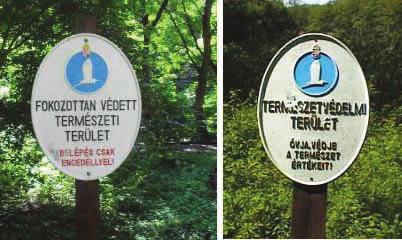 FOKOZOTTAN VÉDETT
TERMÉSZETI
TERÜLET
BELÉPÉS CSAK
ENGEDÉLLYEL!
TERMÉSZETVÉDELMI
TERÜLET
ÓVJA, VÉDJE
A TERMÉSZET
ÉRTÉKEIT!